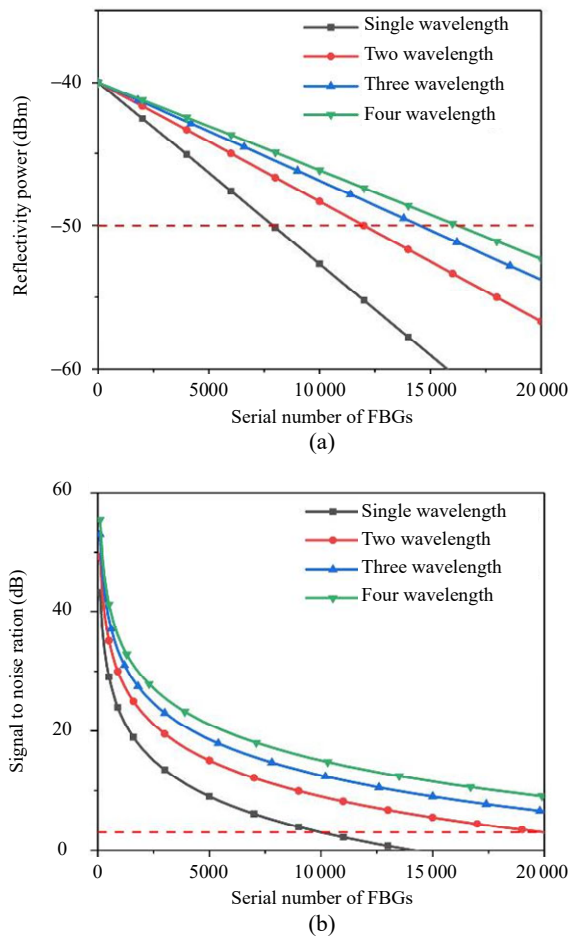 Single wavelength
Two wavelength
Three wavelength
Four wavelength
−40
−50
−60
Reflectivity power (dBm)
0
5000
10 000
15 000
20 000
Serial number of FBGs
(a)
60
40
20
0
Signal to noise ration (dB)
Single wavelength
Two wavelength
Three wavelength
Four wavelength
0
5000
10 000
15 000
20 000
Serial number of FBGs
(b)